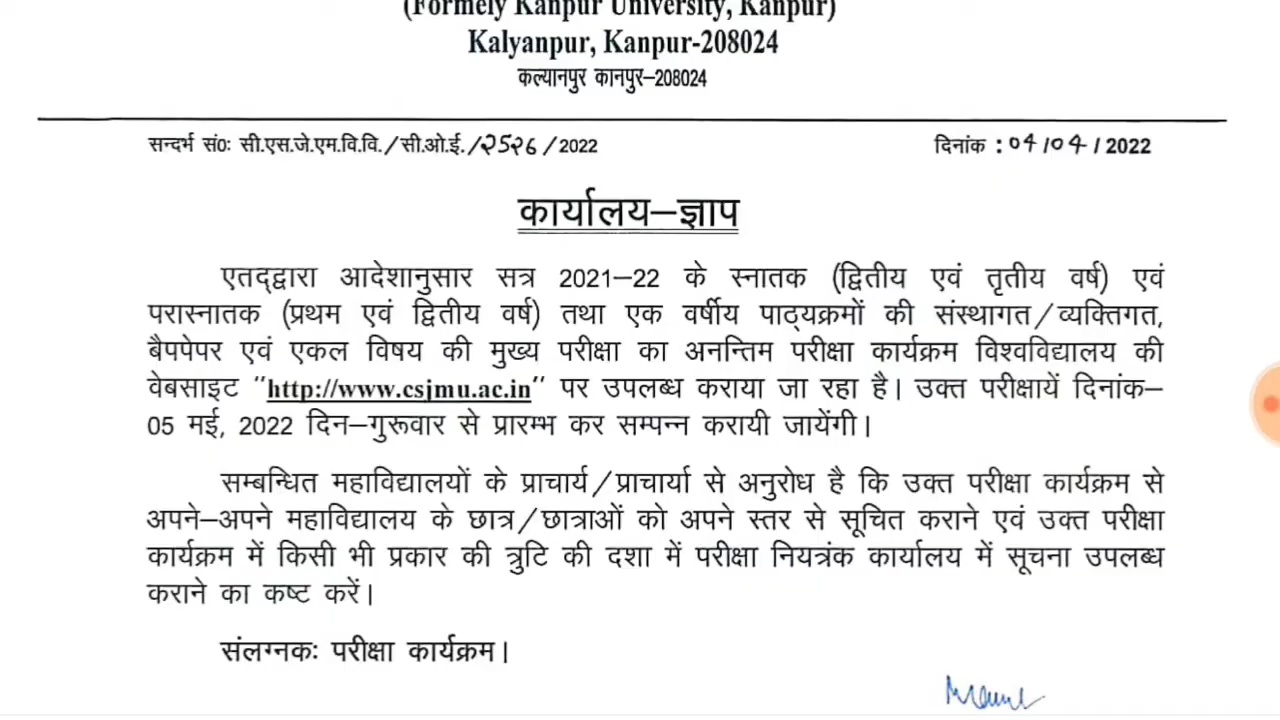 (Formely Kanpur University, Kanpur)
Kalyanpur, Kanpur-208024
कल्यानपुर कानपुर–208024
सन्दर्भ सं0: सी.एस.जे.एम.वि.वि./सी.ओ.ई./2526/2022
दिनांक : 04/04/2022
कार्यालय–ज्ञाप
एतद्द्वारा आदेशानुसार सत्र 2021–22 के स्नातक (द्वितीय एवं तृतीय वर्ष) एवं
परास्नातक (प्रथम एवं द्वितीय वर्ष) तथा एक वर्षीय पाठ्यक्रमों की संस्थागत/व्यक्तिगत,
बैपपेपर एवं एकल विषय की मुख्य परीक्षा का अनन्तिम परीक्षा कार्यक्रम विश्वविद्यालय की
वेबसाइट "http://www.csjmu.ac.in" पर उपलब्ध कराया जा रहा है। उक्त परीक्षायें दिनांक–
05 मई, 2022 दिन–गुरूवार से प्रारम्भ कर सम्पन्न करायी जायेंगी।
सम्बन्धित महाविद्यालयों के प्राचार्य/प्राचार्या से अनुरोध है कि उक्त परीक्षा कार्यक्रम से
अपने–अपने महाविद्यालय के छात्र/छात्राओं को अपने स्तर से सूचित कराने एवं उक्त परीक्षा
कार्यक्रम में किसी भी प्रकार की त्रुटि की दशा में परीक्षा नियत्रंक कार्यालय में सूचना उपलब्ध
कराने का कष्ट करें।
संलग्नकः परीक्षा कार्यक्रम।